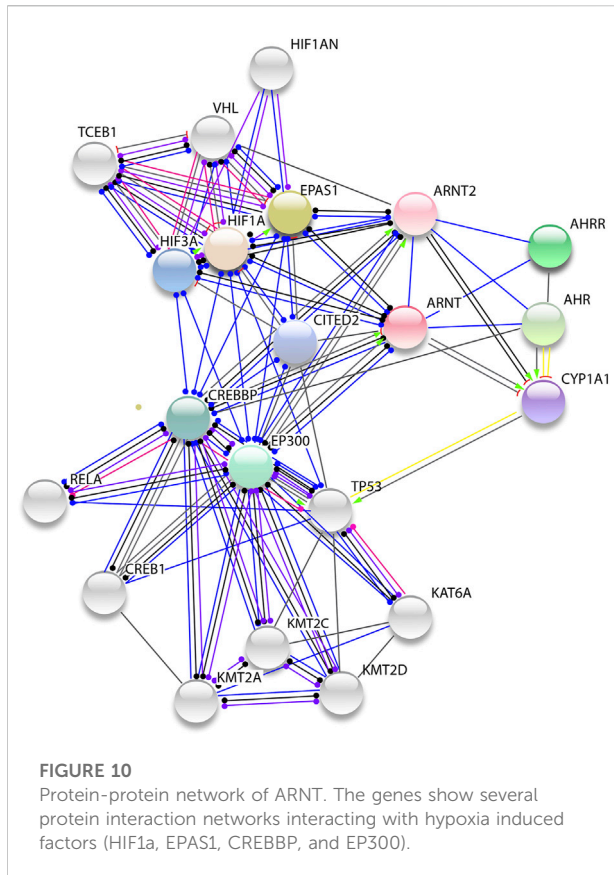 HIF1AN
VHL
TCEB1
EPAS1
ARNT2
HIF1A
AHRR
HIF3A
ARNT
AHR
CITED2
CYP1A1
CREBBP
EP300
RELA
TP53
CREB1
KAT6A
KMT2C
KMT2D
KMT2A
FIGURE 10
Protein-protein network of ARNT. The genes show several
protein interaction networks interacting with hypoxia induced
factors (HIF1a, EPAS1, CREBBP, and EP300).